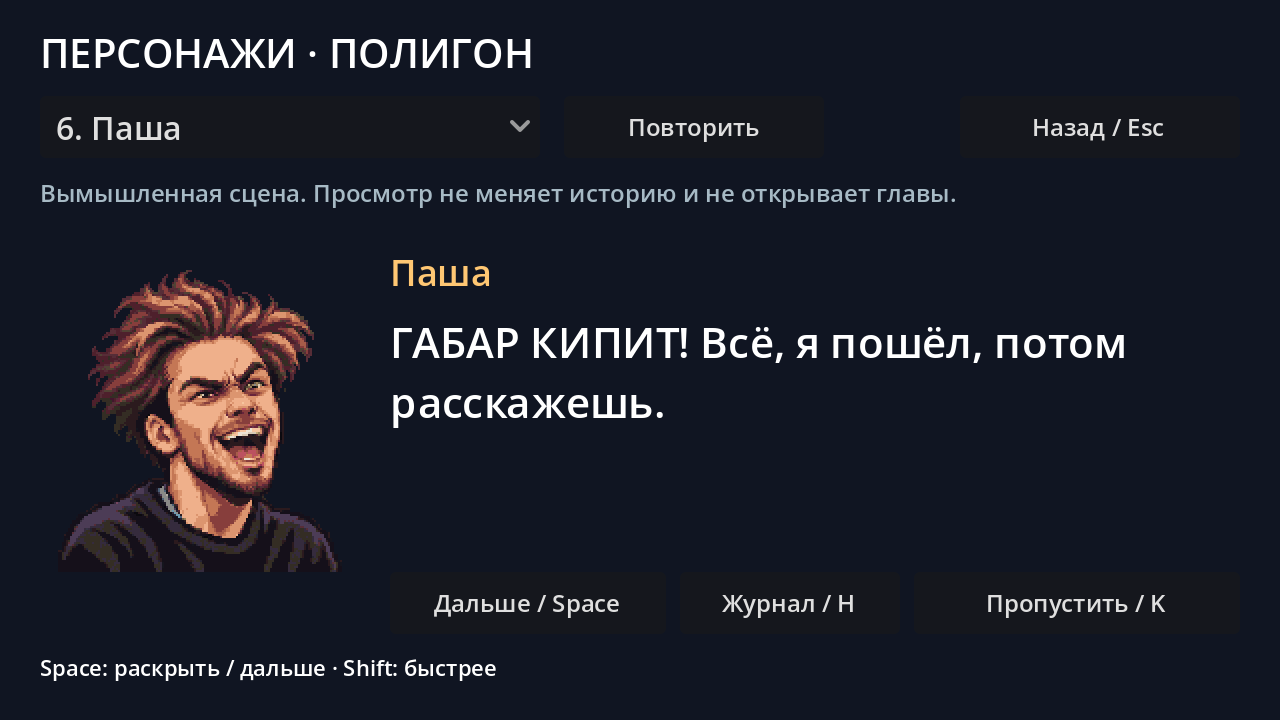 ПЕРСОНАЖИ · ПОЛИГОН
6. Паша
Повторить
Назад / Esc
Вымышленная сцена. Просмотр не меняет историю и не открывает главы.
Паша
ГАБАР КИПИТ! Всё, я пошёл, потом
расскажешь.
Дальше / Space
Журнал / H
Пропустить / K
Space: раскрыть / дальше · Shift: быстрее